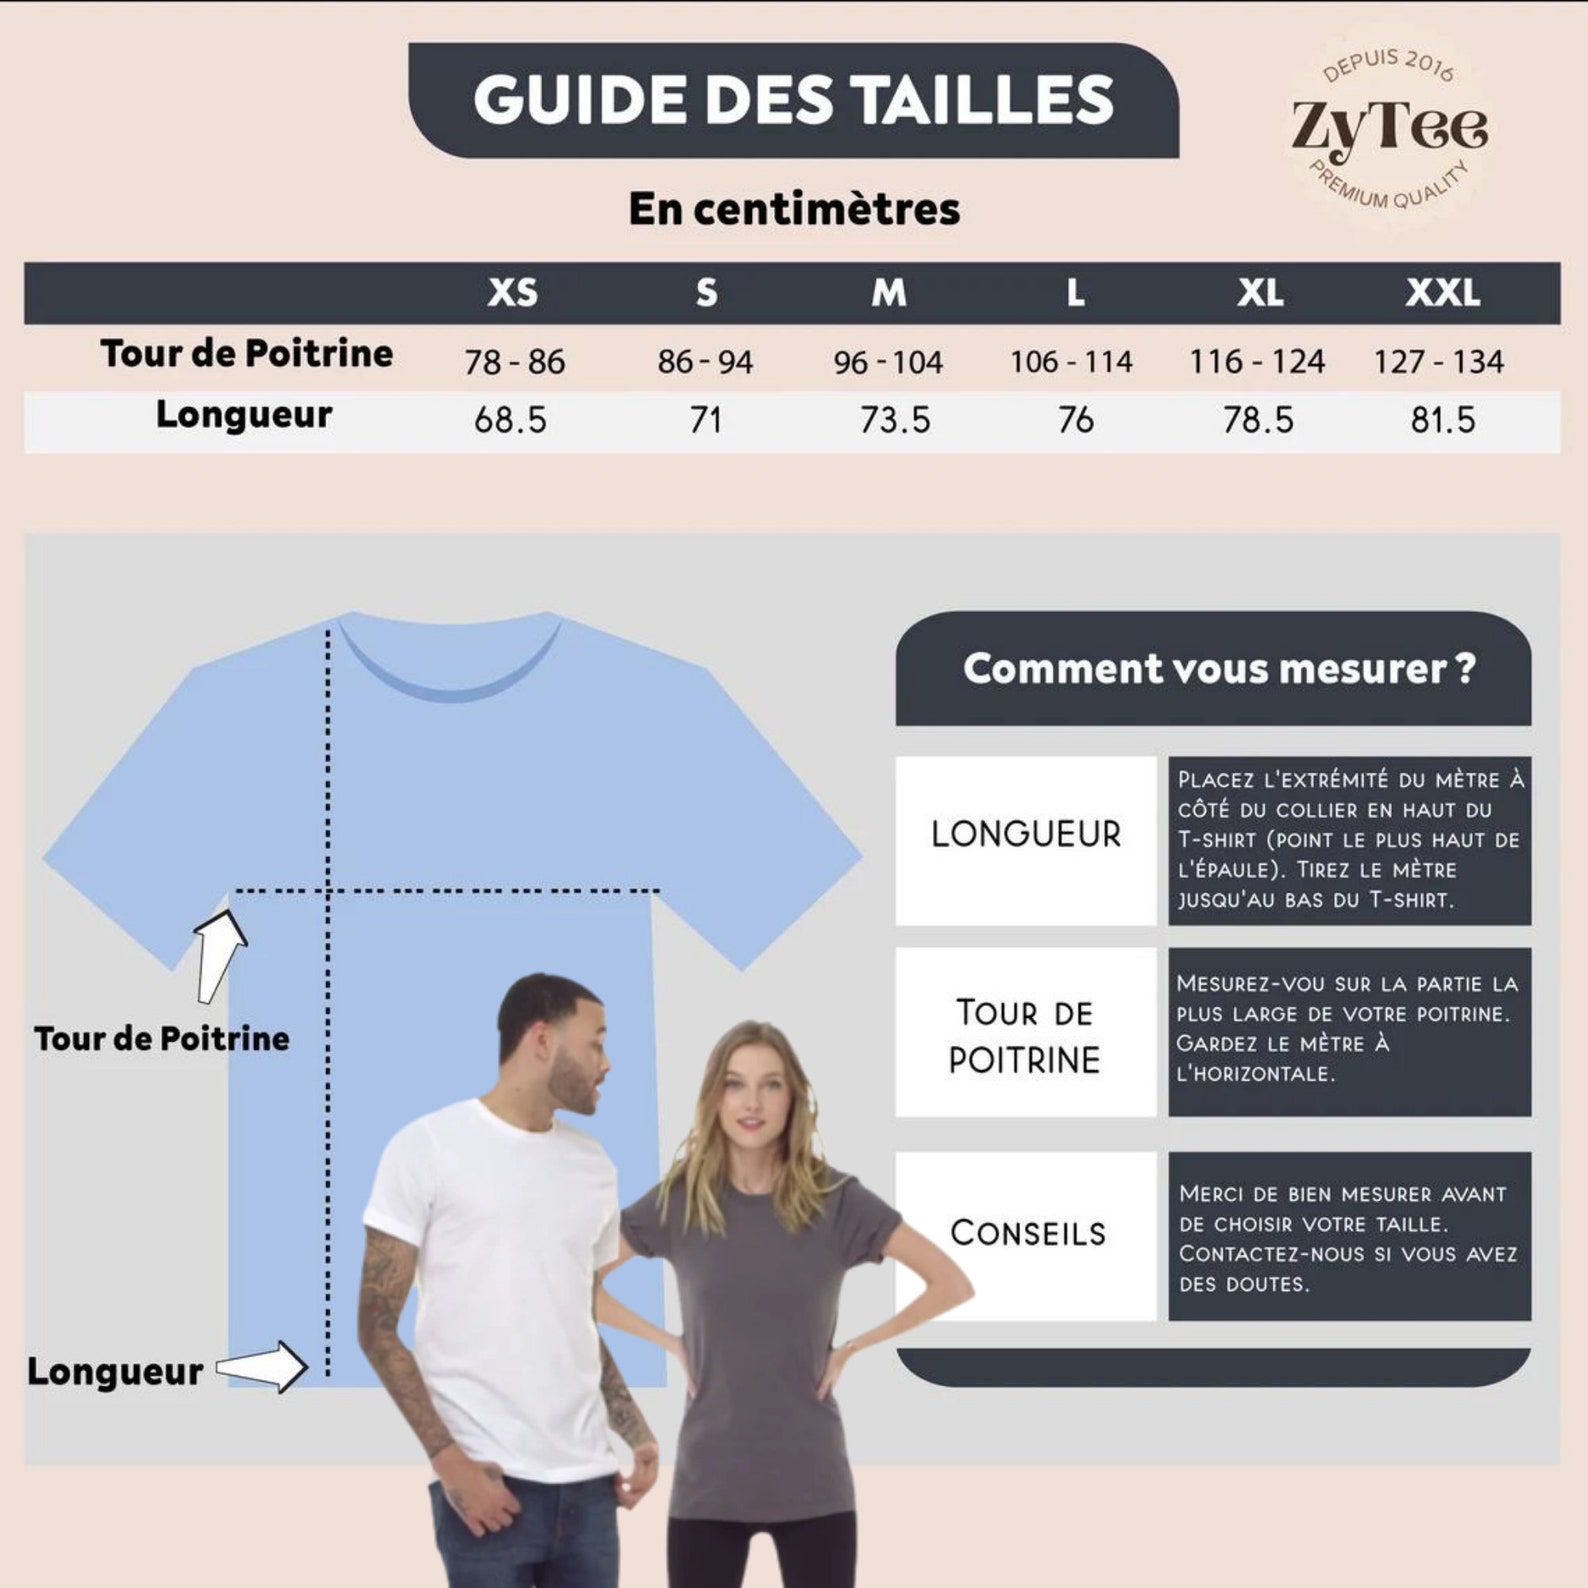 GUIDE DES TAILLES
DEPUIS 2016
ZyTee
PREMIUM QUALITY
En centimètres
XS S M L XL XXL
Tour de Poitrine 78 - 86 86 - 94 96 - 104 106 - 114 116 - 124 127 - 134
Longueur 68.5 71 73.5 76 78.5 81.5
Tour de Poitrine
Longueur
Comment vous mesurer ?
LONGUEUR
PLACEZ L'EXTRÉMITÉ DU MÈTRE À
CÔTÉ DU COLLIER EN HAUT DU
T-SHIRT (POINT LE PLUS HAUT DE
L'ÉPAULE). TIREZ LE MÈTRE
JUSQU'AU BAS DU T-SHIRT.
TOUR DE
POITRINE
MESUREZ-VOU SUR LA PARTIE LA
PLUS LARGE DE VOTRE POITRINE.
GARDEZ LE MÈTRE À
L'HORIZONTALE.
CONSEILS
MERCI DE BIEN MESURER AVANT
DE CHOISIR VOTRE TAILLE.
CONTACTEZ-NOUS SI VOUS AVEZ
DES DOUTES.